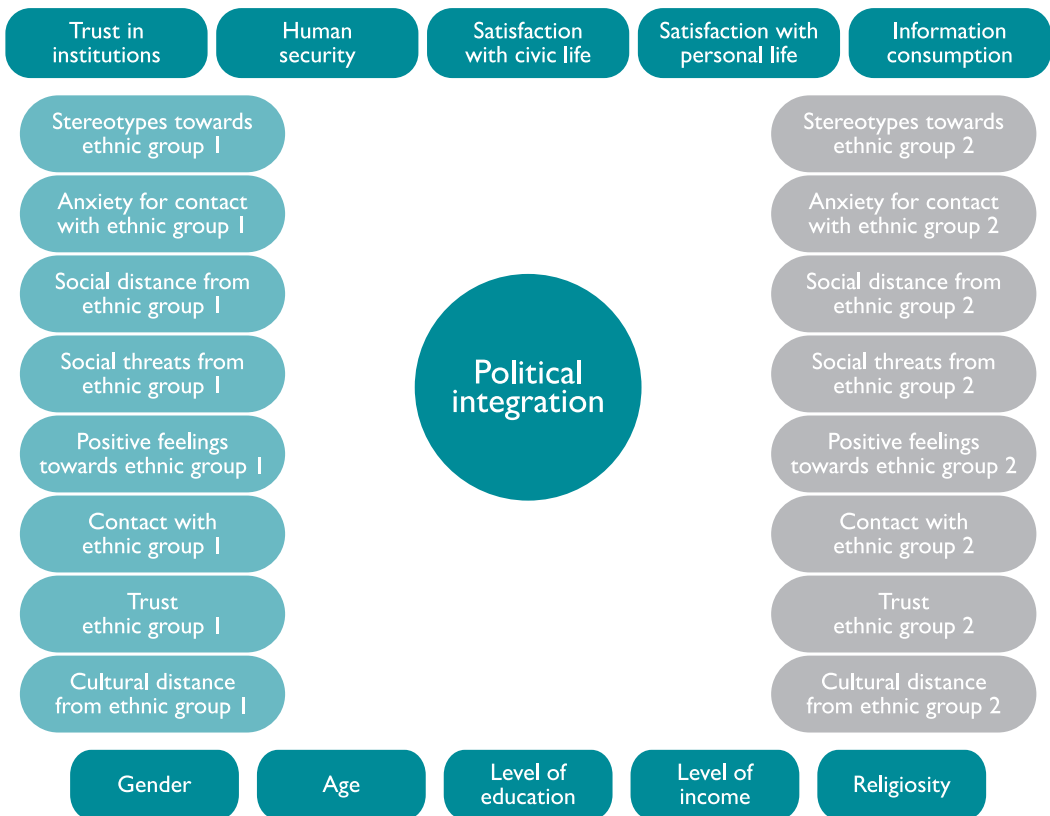 Trust in
institutions
Human
security
Satisfaction
with civic life
Satisfaction with
personal life
Information
consumption
Stereotypes towards
ethnic group 1
Anxiety for contact
with ethnic group 1
Social distance from
ethnic group 1
Social threats from
ethnic group 1
Positive feelings
towards ethnic group 1
Contact with
ethnic group 1
Trust
ethnic group 1
Cultural distance
from ethnic group 1
Political
integration
Stereotypes towards
ethnic group 2
Anxiety for contact
with ethnic group 2
Social distance from
ethnic group 2
Social threats from
ethnic group 2
Positive feelings
towards ethnic group 2
Contact with
ethnic group 2
Trust
ethnic group 2
Cultural distance
from ethnic group 2
Gender
Age
Level of
education
Level of
income
Religiosity